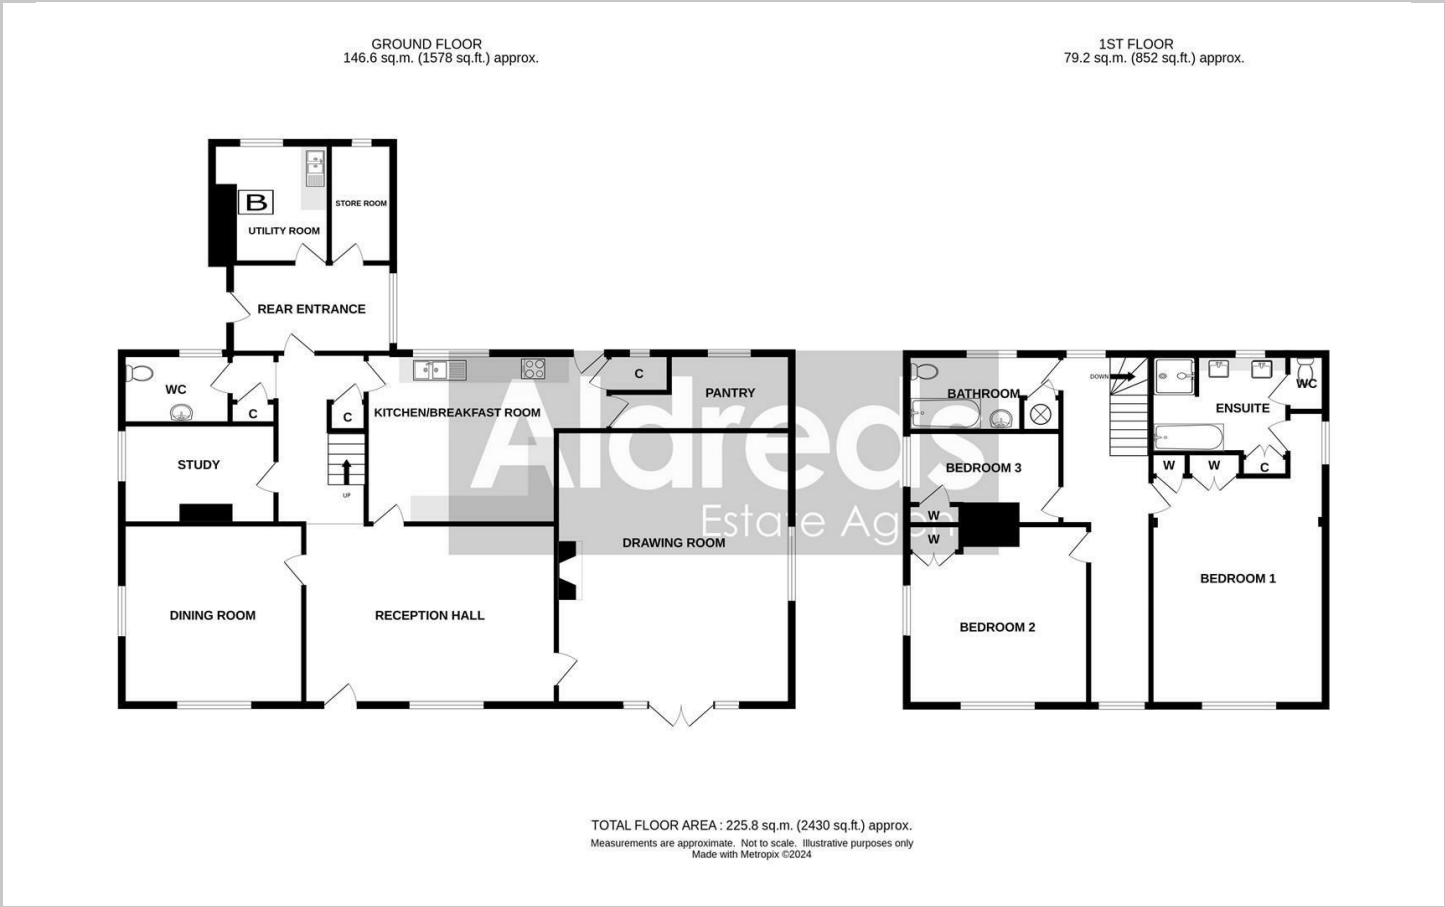 GROUND FLOOR
146.6 sq.m. (1578 sq.ft.) approx.
1ST FLOOR
79.2 sq.m. (852 sq.ft.) approx.
B
STORE ROOM
UTILITY ROOM
REAR ENTRANCE
WC
C
C
KITCHEN/BREAKFAST ROOM
C
PANTRY
STUDY
UP
DRAWING ROOM
DINING ROOM
RECEPTION HALL
Aldreds
Estate Agen
DOWN
BATHROOM
WC
ENSUITE
BEDROOM 3
W
W
C
W
W
BEDROOM 1
BEDROOM 2
TOTAL FLOOR AREA : 225.8 sq.m. (2430 sq.ft.) approx.
Measurements are approximate. Not to scale. Illustrative purposes only
Made with Metropix ©2024